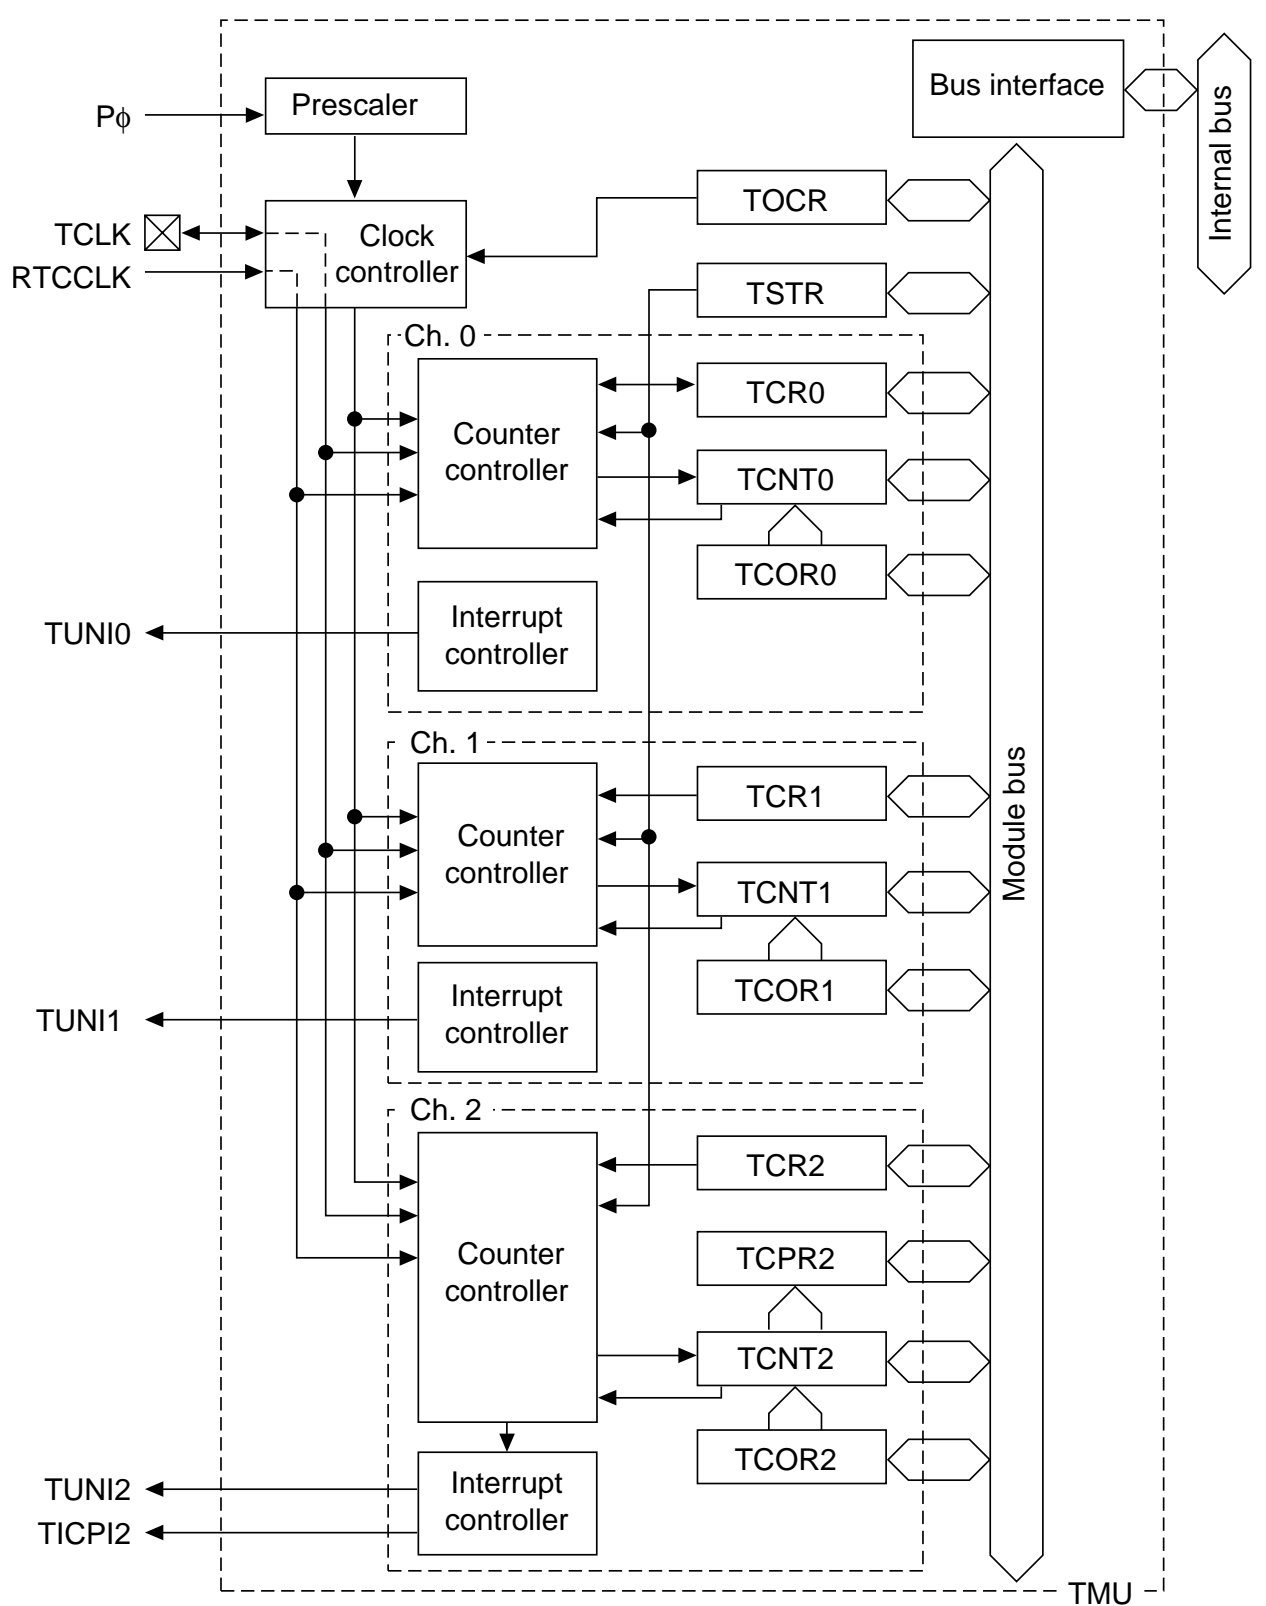 Bus interface
Internal bus
Pϕ
Prescaler
TOCR
TCLK
Clock
controller
RTCCLK
TSTR
Ch. 0
TCR0
Counter
controller
TCNT0
TCOR0
Interrupt
controller
TUNI0
Ch. 1
TCR1
Counter
controller
TCNT1
Module bus
TCOR1
Interrupt
controller
TUNI1
Ch. 2
TCR2
Counter
controller
TCPR2
TCNT2
TCOR2
Interrupt
controller
TUNI2
TICPI2
TMU